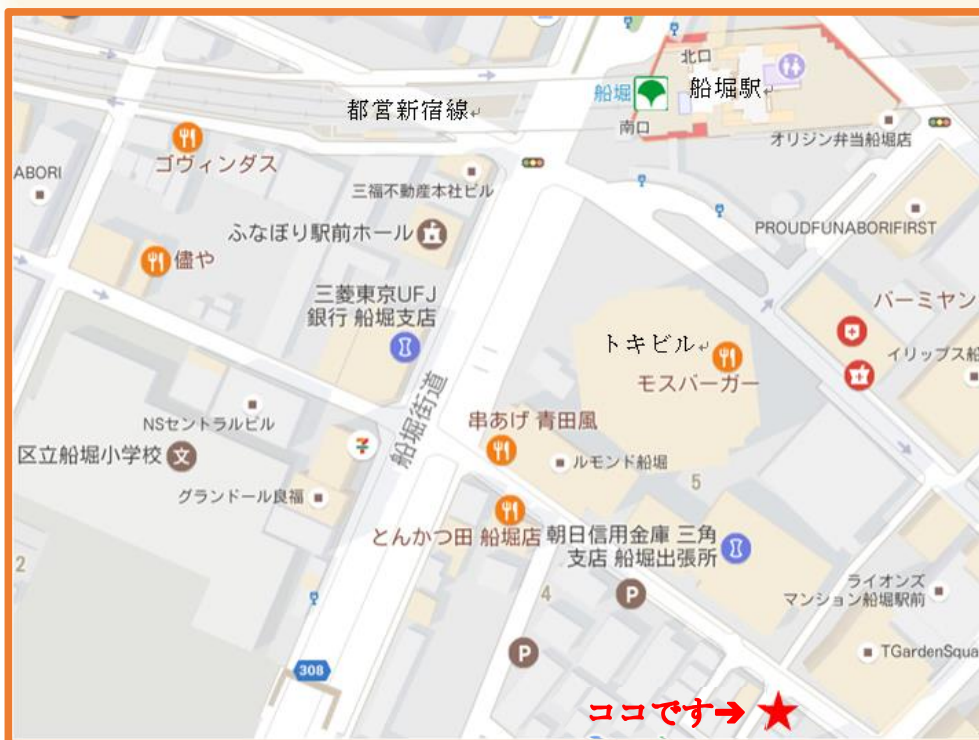 北口
船堀
船堀駅
都営新宿線
南口
オリジン弁当船堀店
ゴヴィンダス
ABORI
三福不動産本社ビル
ふなぼり駅前ホール
PROUDFUNABORIFIRST
儘や
三菱東京UFJ
銀行 船堀支店
バーミヤン
トキビル
イリップス船
モスバーガー
船堀街道
串あげ 青田風
NSセントラルビル
区立船堀小学校
文
ルモンド船堀
5
グランドール良福
とんかつ田 船堀店
朝日信用金庫 三角
支店 船堀出張所
2
4
P
ライオンズ
マンション船堀駅前
P
TGardenSqua
308
ココです→